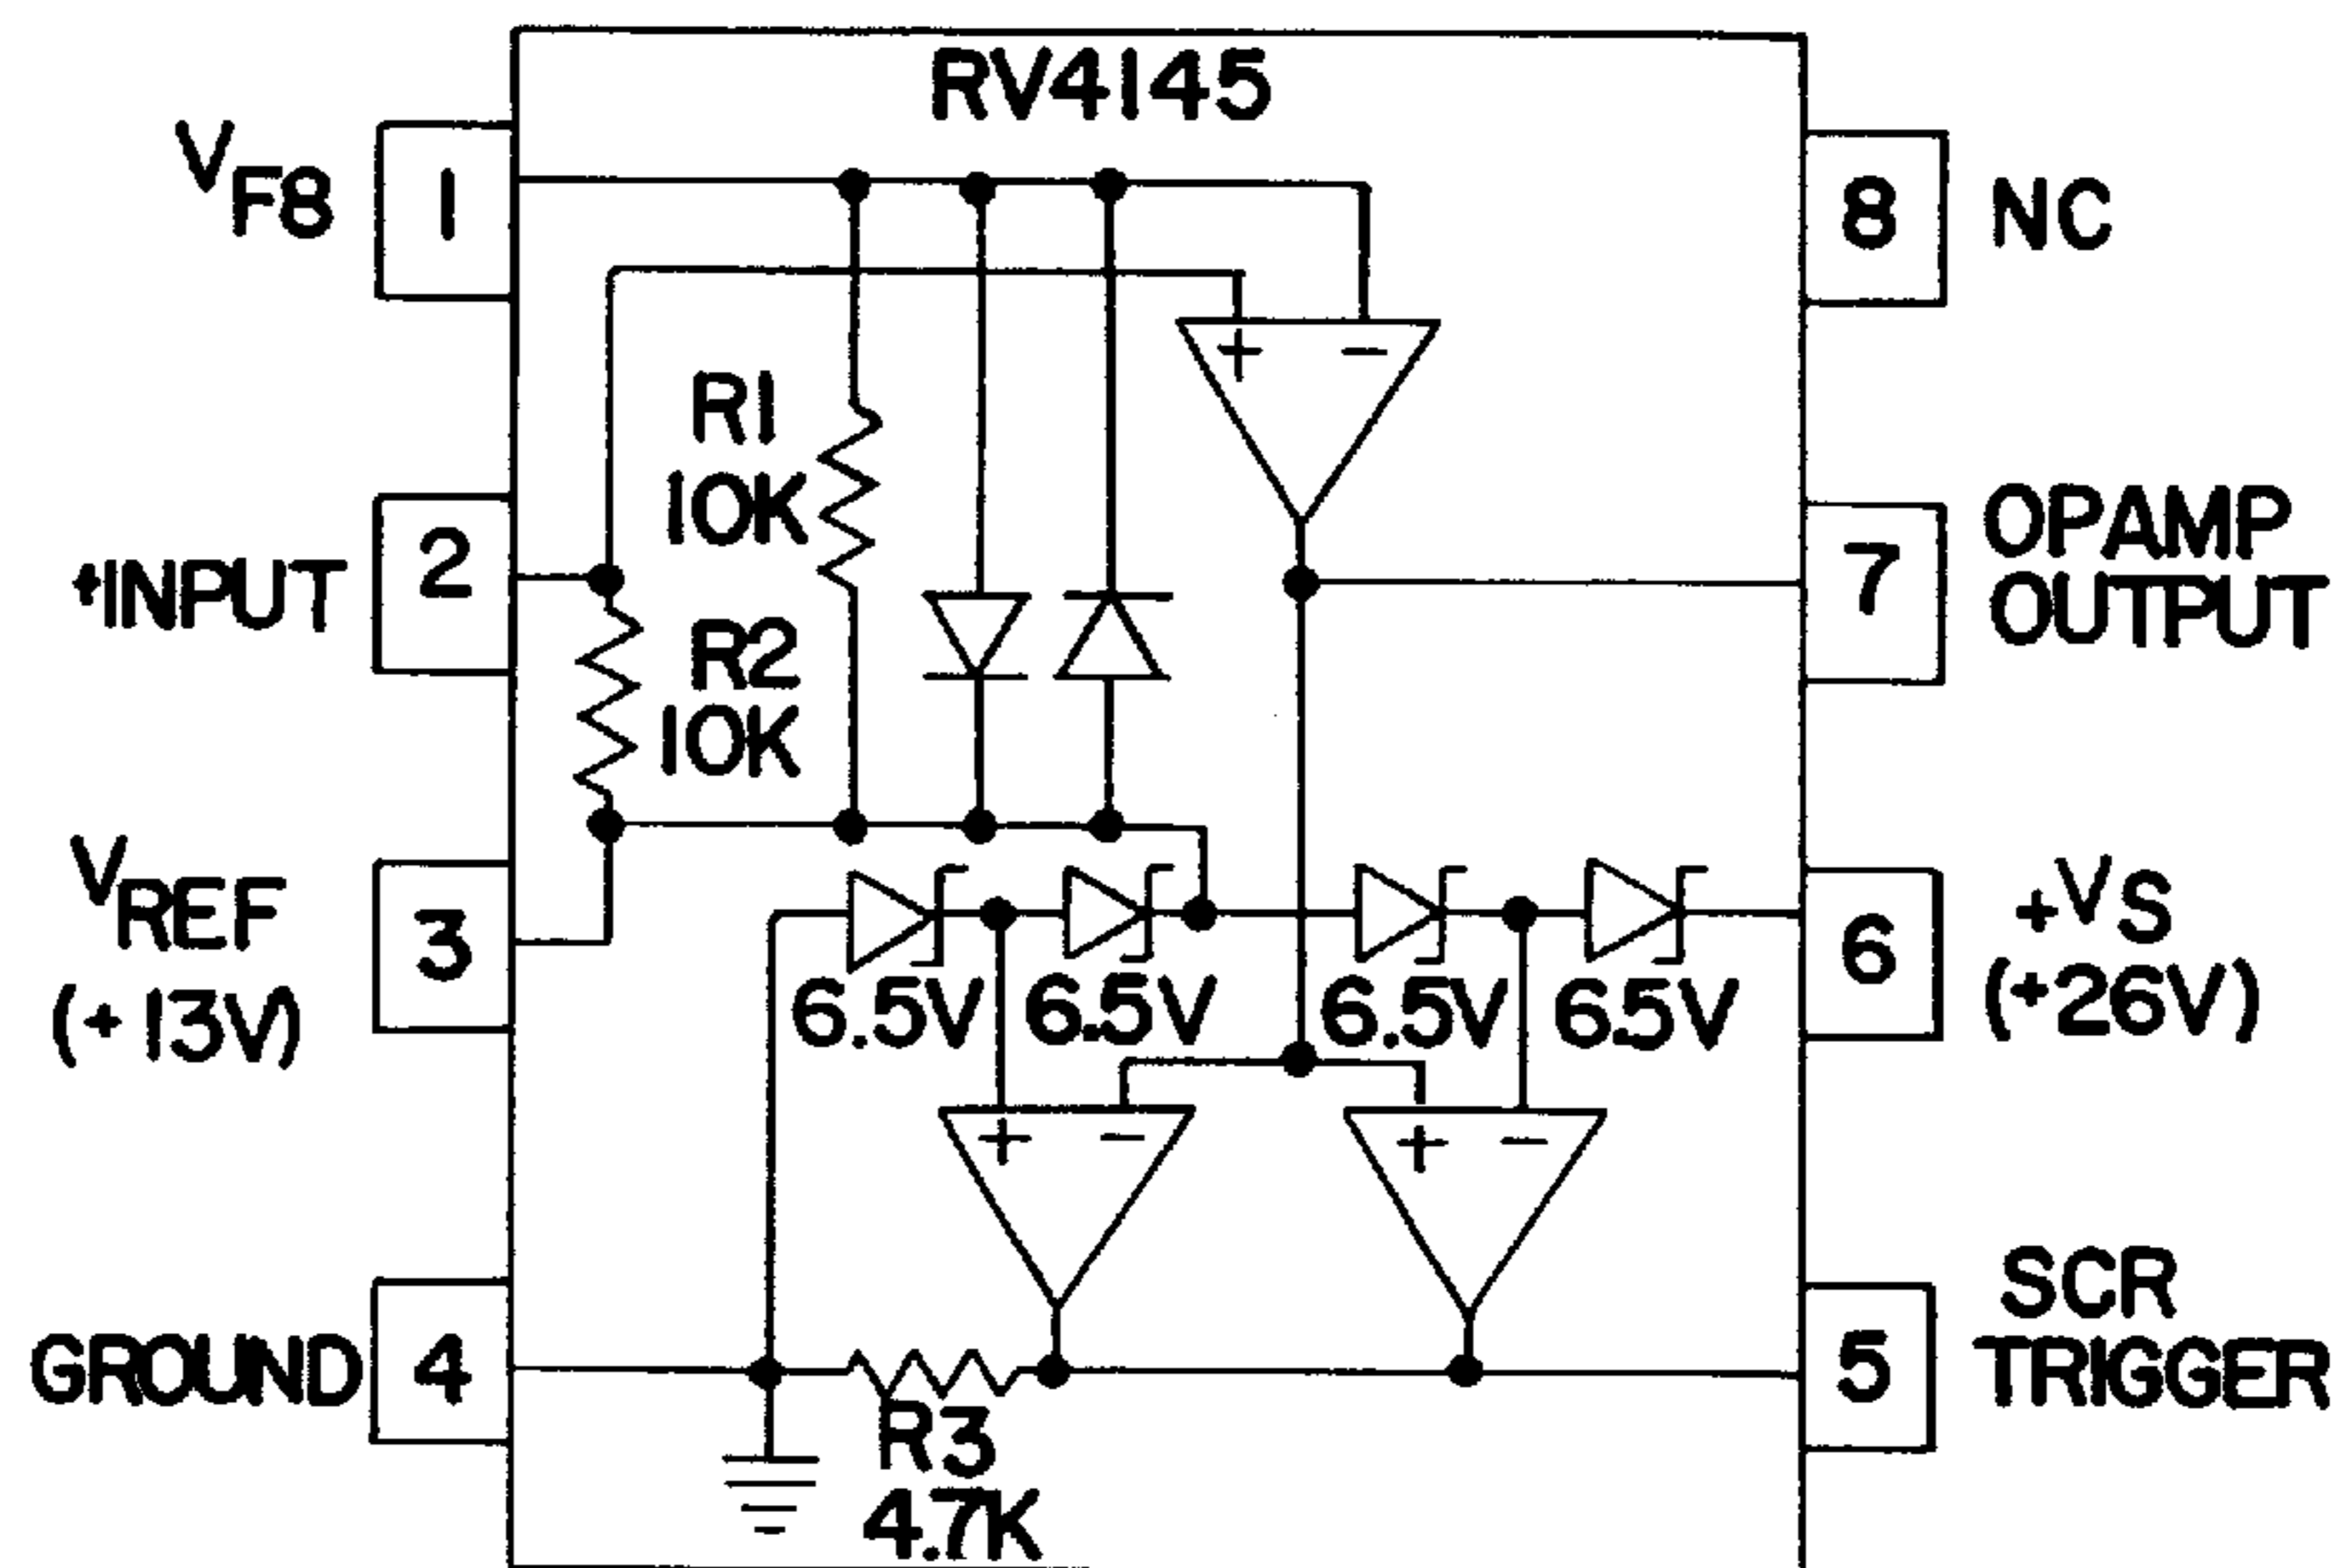 RV4145
VF8
1
8
NC
R1
10K
OPAMP
OUTPUT
2
7
+INPUT
R2
10K
VREF
(+13V)
3
6
+VS
(+26V)
6.5V
6.5V
6.5V
6.5V
+
-
+
-
+
-
GROUND
4
5
SCR
TRIGGER
R3
4.7K